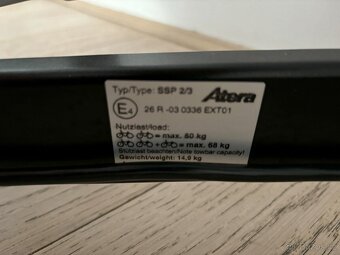 Typ/Type: SSP 2/3 Atera
E4 26 R -03 0336 EXT01
Nutzlast/load:
= max. 60 kg
+ = max. 68 kg
Stützlast beachten/Note towbar capacity!
Gewicht/weight: 14,9 kg